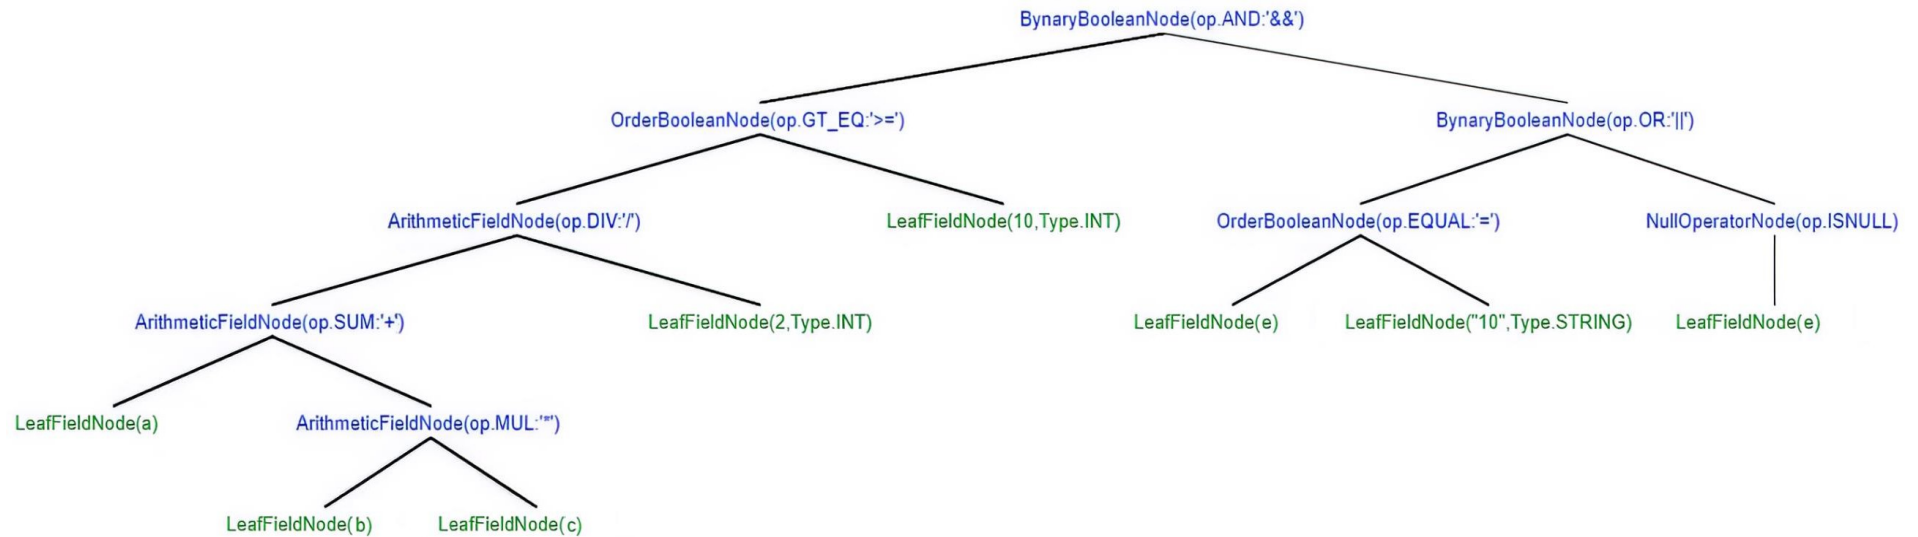 BynaryBooleanNode(op.AND:'&&')
OrderBooleanNode(op.GT_EQ:'>=')
BynaryBooleanNode(op.OR:'||')
ArithmeticFieldNode(op.DIV:'/')
LeafFieldNode(10,Type.INT)
OrderBooleanNode(op.EQUAL:'=')
NullOperatorNode(op.ISNULL)
ArithmeticFieldNode(op.SUM:'+')
LeafFieldNode(2,Type.INT)
LeafFieldNode(e)
LeafFieldNode("10",Type.STRING)
LeafFieldNode(e)
LeafFieldNode(a)
ArithmeticFieldNode(op.MUL:'*')
LeafFieldNode(b)
LeafFieldNode(c)